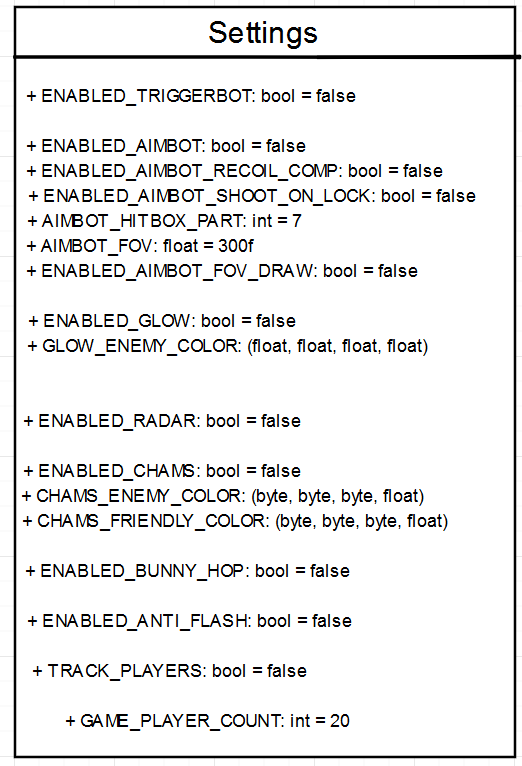 Settings
+ ENABLED_TRIGGERBOT: bool = false
+ ENABLED_AIMBOT: bool = false
+ ENABLED_AIMBOT_RECOIL_COMP: bool = false
+ ENABLED_AIMBOT_SHOOT_ON_LOCK: bool = false
+ AIMBOT_HITBOX_PART: int = 7
+ AIMBOT_FOV: float = 300f
+ ENABLED_AIMBOT_FOV_DRAW: bool = false
+ ENABLED_GLOW: bool = false
+ GLOW_ENEMY_COLOR: (float, float, float, float)
+ ENABLED_RADAR: bool = false
+ ENABLED_CHAMS: bool = false
+ CHAMS_ENEMY_COLOR: (byte, byte, byte, float)
+ CHAMS_FRIENDLY_COLOR: (byte, byte, byte, float)
+ ENABLED_BUNNY_HOP: bool = false
+ ENABLED_ANTI_FLASH: bool = false
+ TRACK_PLAYERS: bool = false
+ GAME_PLAYER_COUNT: int = 20